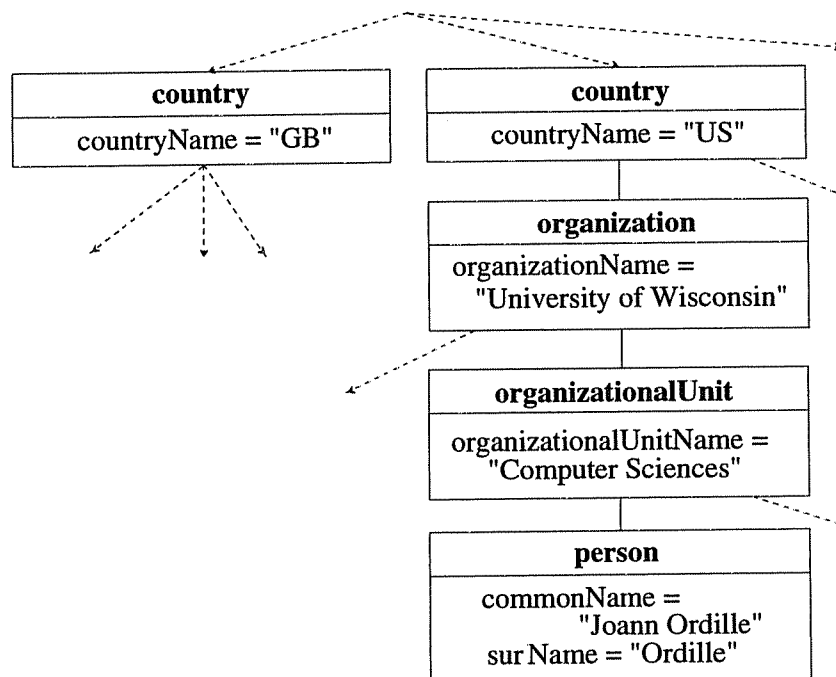 country
countryName = "GB"
country
countryName = "US"
organization
organizationName =
"University of Wisconsin"
organizationalUnit
organizationalUnitName =
"Computer Sciences"
person
commonName =
"Joann Ordille"
surName = "Ordille"